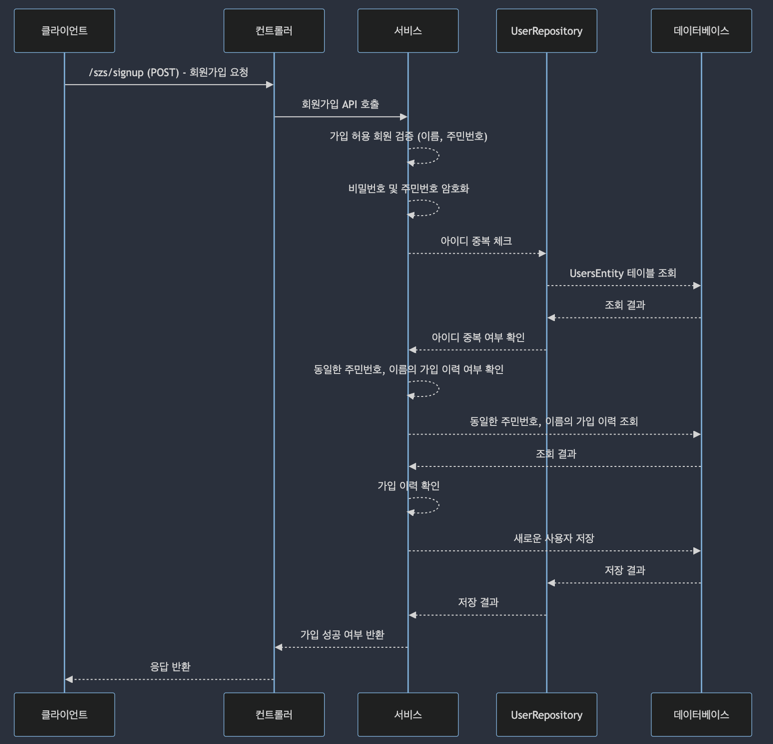 클라이언트
컨트롤러
서비스
UserRepository
데이터베이스
/szs/signup (POST) - 회원가입 요청
회원가입 API 호출
가입 허용 회원 검증 (이름, 주민번호)
비밀번호 및 주민번호 암호화
아이디 중복 체크
UsersEntity 테이블 조회
조회 결과
아이디 중복 여부 확인
동일한 주민번호, 이름의 가입 이력 여부 확인
동일한 주민번호, 이름의 가입 이력 조회
조회 결과
가입 이력 확인
새로운 사용자 저장
저장 결과
저장 결과
가입 성공 여부 반환
응답 반환
클라이언트
컨트롤러
서비스
UserRepository
데이터베이스